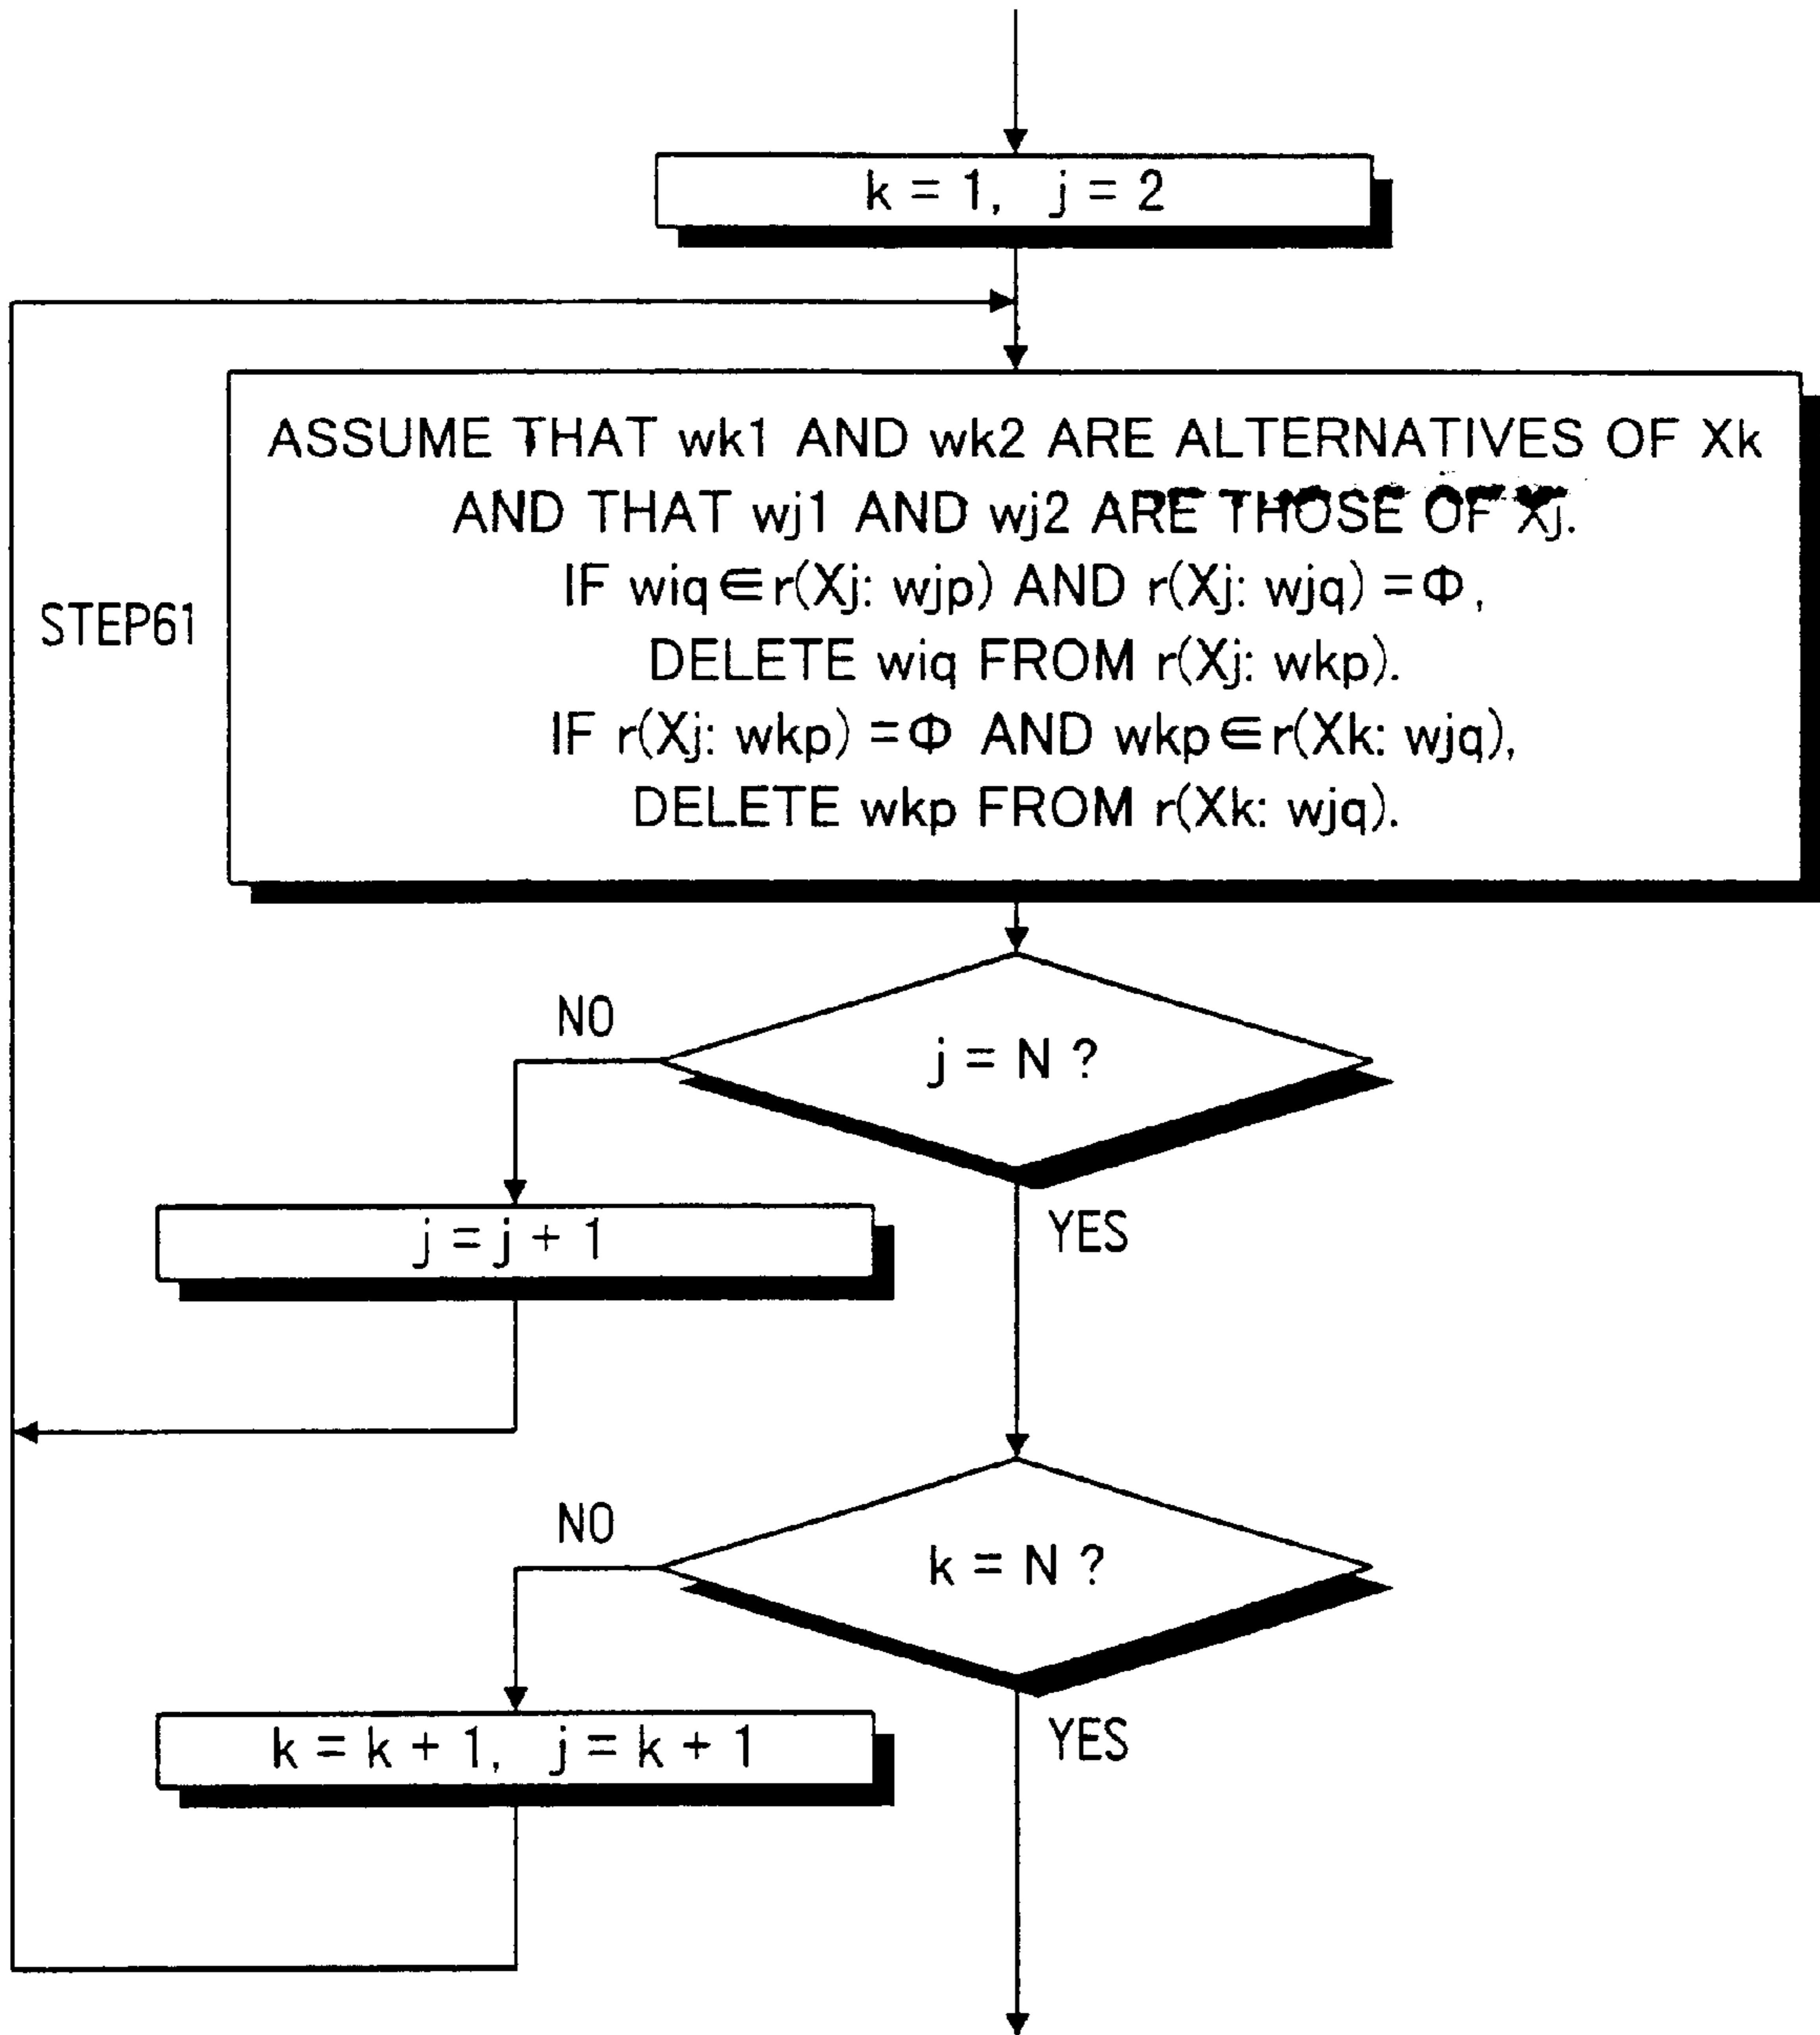 k = 1, j = 2
ASSUME THAT wk1 AND wk2 ARE ALTERNATIVES OF Xk
AND THAT wj1 AND wj2 ARE THOSE OF Xj.
IF wiq∈r(Xj: wjp) AND r(Xj: wjq) =Φ,
DELETE wiq FROM r(Xj: wkp).
IF r(Xj: wkp) =Φ AND wkp∈r(Xk: wjq),
DELETE wkp FROM r(Xk: wjq).
STEP61
j = N ?
NO
YES
j = j + 1
k = N ?
NO
YES
k = k + 1, j = k + 1